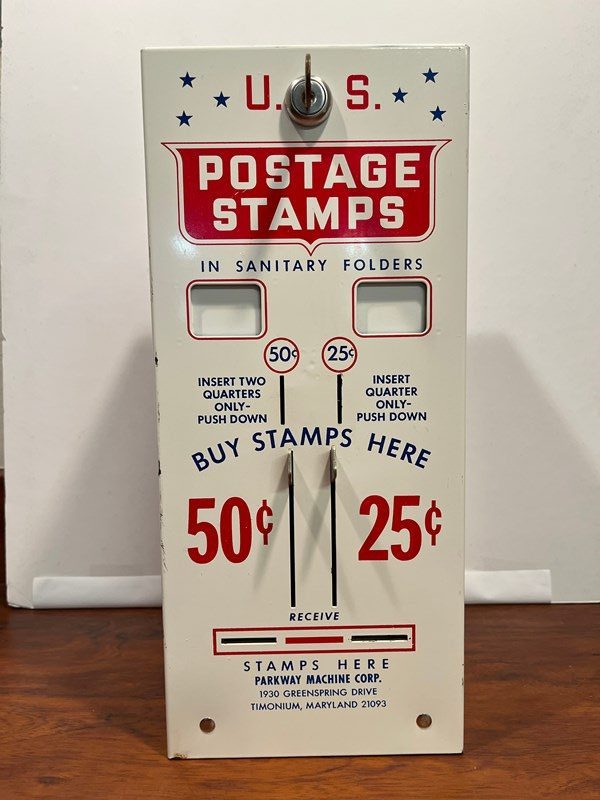 U. S.
POSTAGE
STAMPS
IN SANITARY FOLDERS
50¢ 25¢
INSERT TWO
QUARTERS
ONLY-
PUSH DOWN
INSERT
QUARTER
ONLY-
PUSH DOWN
BUY STAMPS HERE
50¢ 25¢
RECEIVE
STAMPS HERE
PARKWAY MACHINE CORP.
1930 GREENSPRING DRIVE
TIMONIUM, MARYLAND 21093